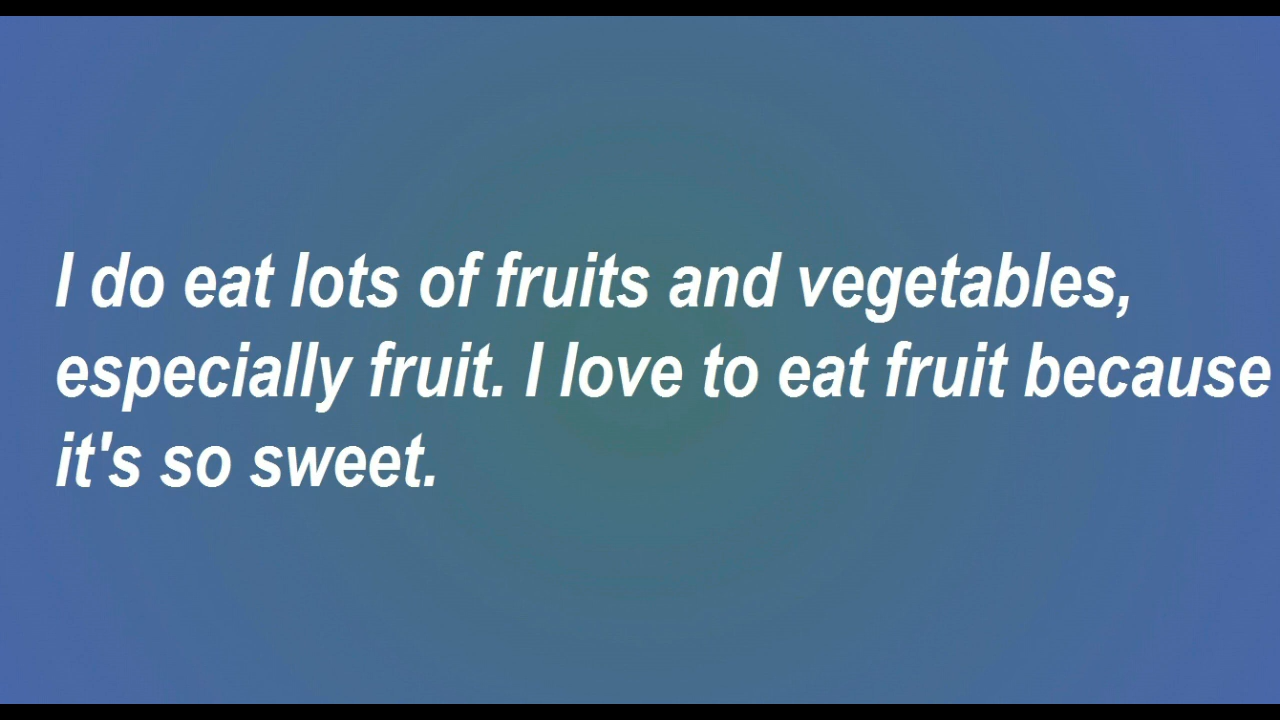 I do eat lots of fruits and vegetables,
especially fruit. I love to eat fruit because
it's so sweet.